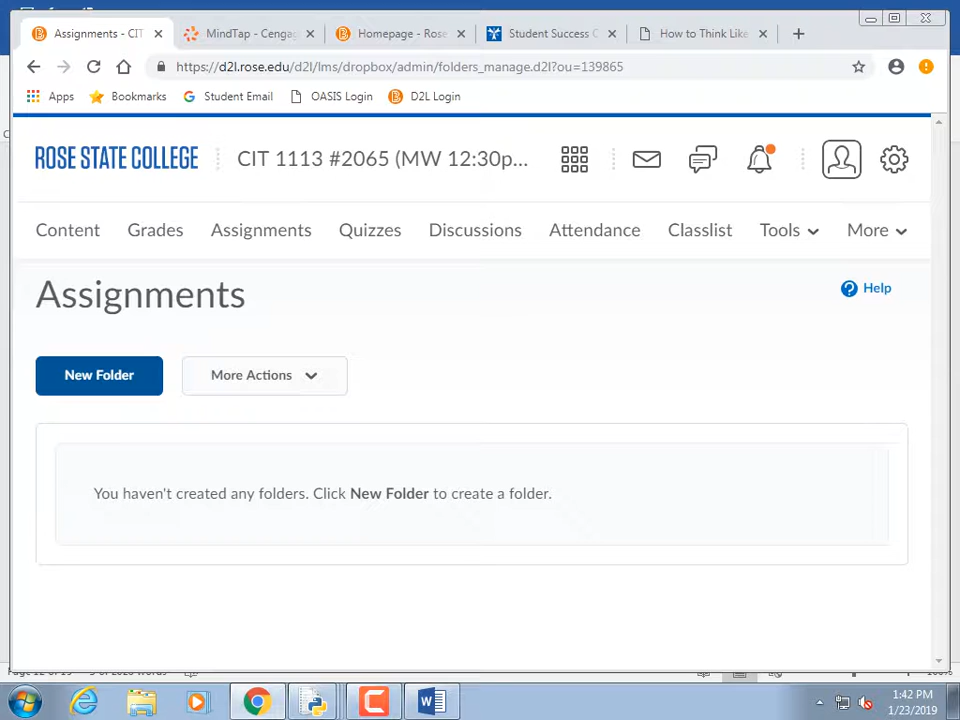 Assignments - CIT
MindTap - Cengag
Homepage - Rose
Student Success C
How to Think Like
https://d2l.rose.edu/d2l/lms/dropbox/admin/folders_manage.d2l?ou=139865
Apps
Bookmarks
Student Email
OASIS Login
D2L Login
ROSE STATE COLLEGE
CIT 1113 #2065 (MW 12:30p...
Content
Grades
Assignments
Quizzes
Discussions
Attendance
Classlist
Tools
More
Assignments
Help
New Folder
More Actions
You haven't created any folders. Click New Folder to create a folder.
1:42 PM
1/23/2019